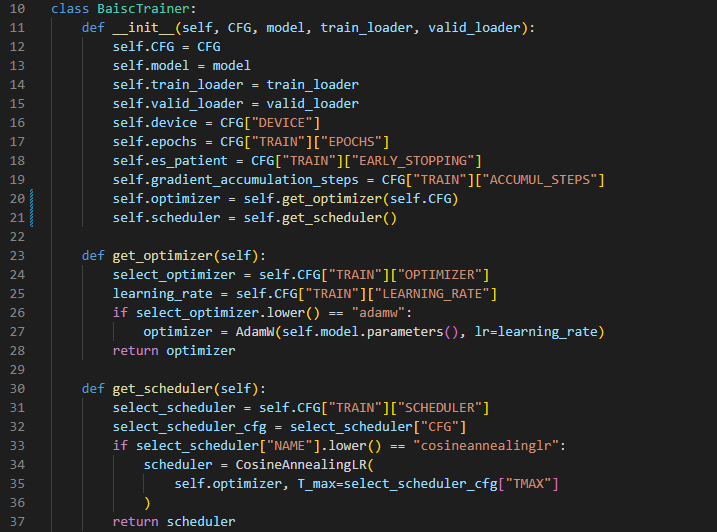 10 class BaiscTrainer:
11     def __init__(self, CFG, model, train_loader, valid_loader):
12         self.CFG = CFG
13         self.model = model
14         self.train_loader = train_loader
15         self.valid_loader = valid_loader
16         self.device = CFG["DEVICE"]
17         self.epochs = CFG["TRAIN"]["EPOCHS"]
18         self.es_patient = CFG["TRAIN"]["EARLY_STOPPING"]
19         self.gradient_accumulation_steps = CFG["TRAIN"]["ACCUMUL_STEPS"]
20         self.optimizer = self.get_optimizer(self.CFG)
21         self.scheduler = self.get_scheduler()
22
23     def get_optimizer(self):
24         select_optimizer = self.CFG["TRAIN"]["OPTIMIZER"]
25         learning_rate = self.CFG["TRAIN"]["LEARNING_RATE"]
26         if select_optimizer.lower() == "adamw":
27             optimizer = AdamW(self.model.parameters(), lr=learning_rate)
28         return optimizer
29
30     def get_scheduler(self):
31         select_scheduler = self.CFG["TRAIN"]["SCHEDULER"]
32         select_scheduler_cfg = select_scheduler["CFG"]
33         if select_scheduler["NAME"].lower() == "cosineannealinglr":
34             scheduler = CosineAnnealingLR(
35                 self.optimizer, T_max=select_scheduler_cfg["TMAX"]
36             )
37         return scheduler